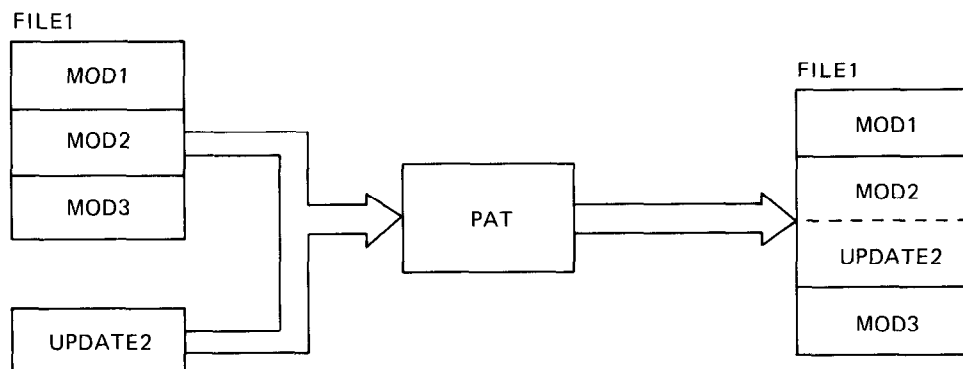 FILE1
MOD1
MOD2
MOD3
UPDATE2
PAT
FILE1
MOD1
MOD2
UPDATE2
MOD3